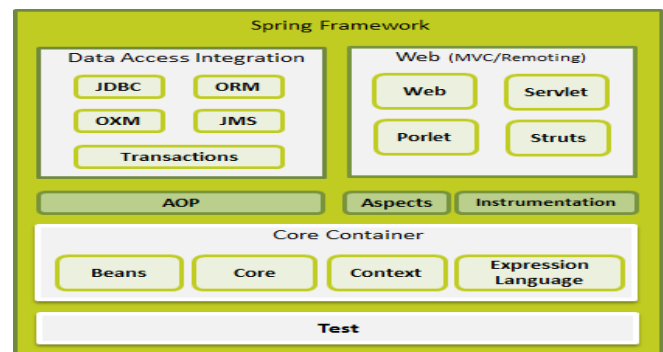 Spring Framework
Data Access Integration
JDBC
ORM
OXM
JMS
Transactions
Web (MVC/Remoting)
Web
Servlet
Porlet
Struts
AOP
Aspects
Instrumentation
Core Container
Beans
Core
Context
Expression
Language
Test